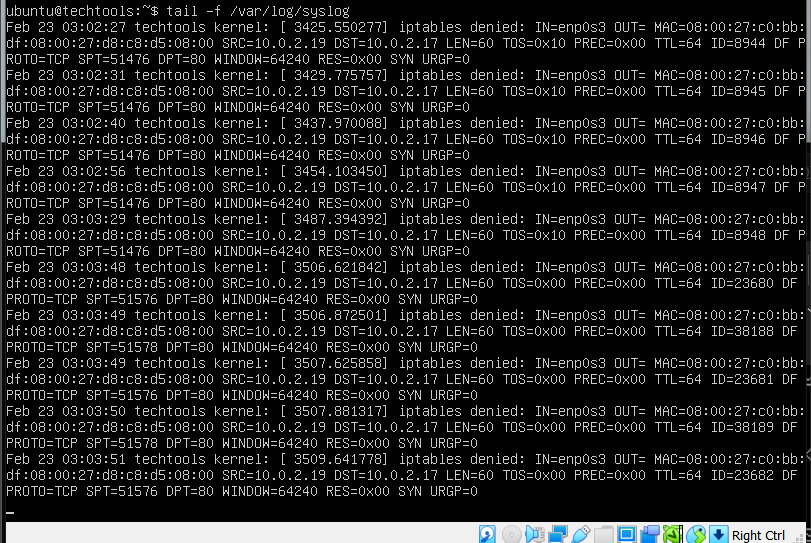 ubuntu@techtools:~$ tail -f /var/log/syslog
Feb 23 03:02:27 techtools kernel: [ 3425.550277] iptables denied: IN=enp0s3 OUT= MAC=08:00:27:c0:bb:
df:08:00:27:d8:c8:d5:08:00 SRC=10.0.2.19 DST=10.0.2.17 LEN=60 TOS=0x10 PREC=0x00 TTL=64 ID=8944 DF P
ROTO=TCP SPT=51476 DPT=80 WINDOW=64240 RES=0x00 SYN URGP=0
Feb 23 03:02:31 techtools kernel: [ 3429.775757] iptables denied: IN=enp0s3 OUT= MAC=08:00:27:c0:bb:
df:08:00:27:d8:c8:d5:08:00 SRC=10.0.2.19 DST=10.0.2.17 LEN=60 TOS=0x10 PREC=0x00 TTL=64 ID=8945 DF P
ROTO=TCP SPT=51476 DPT=80 WINDOW=64240 RES=0x00 SYN URGP=0
Feb 23 03:02:40 techtools kernel: [ 3437.970088] iptables denied: IN=enp0s3 OUT= MAC=08:00:27:c0:bb:
df:08:00:27:d8:c8:d5:08:00 SRC=10.0.2.19 DST=10.0.2.17 LEN=60 TOS=0x10 PREC=0x00 TTL=64 ID=8946 DF P
ROTO=TCP SPT=51476 DPT=80 WINDOW=64240 RES=0x00 SYN URGP=0
Feb 23 03:02:56 techtools kernel: [ 3454.103450] iptables denied: IN=enp0s3 OUT= MAC=08:00:27:c0:bb:
df:08:00:27:d8:c8:d5:08:00 SRC=10.0.2.19 DST=10.0.2.17 LEN=60 TOS=0x10 PREC=0x00 TTL=64 ID=8947 DF P
ROTO=TCP SPT=51476 DPT=80 WINDOW=64240 RES=0x00 SYN URGP=0
Feb 23 03:03:29 techtools kernel: [ 3487.394392] iptables denied: IN=enp0s3 OUT= MAC=08:00:27:c0:bb:
df:08:00:27:d8:c8:d5:08:00 SRC=10.0.2.19 DST=10.0.2.17 LEN=60 TOS=0x10 PREC=0x00 TTL=64 ID=8948 DF P
ROTO=TCP SPT=51476 DPT=80 WINDOW=64240 RES=0x00 SYN URGP=0
Feb 23 03:03:48 techtools kernel: [ 3506.621842] iptables denied: IN=enp0s3 OUT= MAC=08:00:27:c0:bb:
df:08:00:27:d8:c8:d5:08:00 SRC=10.0.2.19 DST=10.0.2.17 LEN=60 TOS=0x00 PREC=0x00 TTL=64 ID=23680 DF
PROTO=TCP SPT=51576 DPT=80 WINDOW=64240 RES=0x00 SYN URGP=0
Feb 23 03:03:49 techtools kernel: [ 3506.872501] iptables denied: IN=enp0s3 OUT= MAC=08:00:27:c0:bb:
df:08:00:27:d8:c8:d5:08:00 SRC=10.0.2.19 DST=10.0.2.17 LEN=60 TOS=0x00 PREC=0x00 TTL=64 ID=38188 DF
PROTO=TCP SPT=51578 DPT=80 WINDOW=64240 RES=0x00 SYN URGP=0
Feb 23 03:03:49 techtools kernel: [ 3507.625858] iptables denied: IN=enp0s3 OUT= MAC=08:00:27:c0:bb:
df:08:00:27:d8:c8:d5:08:00 SRC=10.0.2.19 DST=10.0.2.17 LEN=60 TOS=0x00 PREC=0x00 TTL=64 ID=23681 DF
PROTO=TCP SPT=51576 DPT=80 WINDOW=64240 RES=0x00 SYN URGP=0
Feb 23 03:03:50 techtools kernel: [ 3507.881317] iptables denied: IN=enp0s3 OUT= MAC=08:00:27:c0:bb:
df:08:00:27:d8:c8:d5:08:00 SRC=10.0.2.19 DST=10.0.2.17 LEN=60 TOS=0x00 PREC=0x00 TTL=64 ID=38189 DF
PROTO=TCP SPT=51578 DPT=80 WINDOW=64240 RES=0x00 SYN URGP=0
Feb 23 03:03:51 techtools kernel: [ 3509.641778] iptables denied: IN=enp0s3 OUT= MAC=08:00:27:c0:bb:
df:08:00:27:d8:c8:d5:08:00 SRC=10.0.2.19 DST=10.0.2.17 LEN=60 TOS=0x00 PREC=0x00 TTL=64 ID=23682 DF
PROTO=TCP SPT=51576 DPT=80 WINDOW=64240 RES=0x00 SYN URGP=0
Right Ctrl